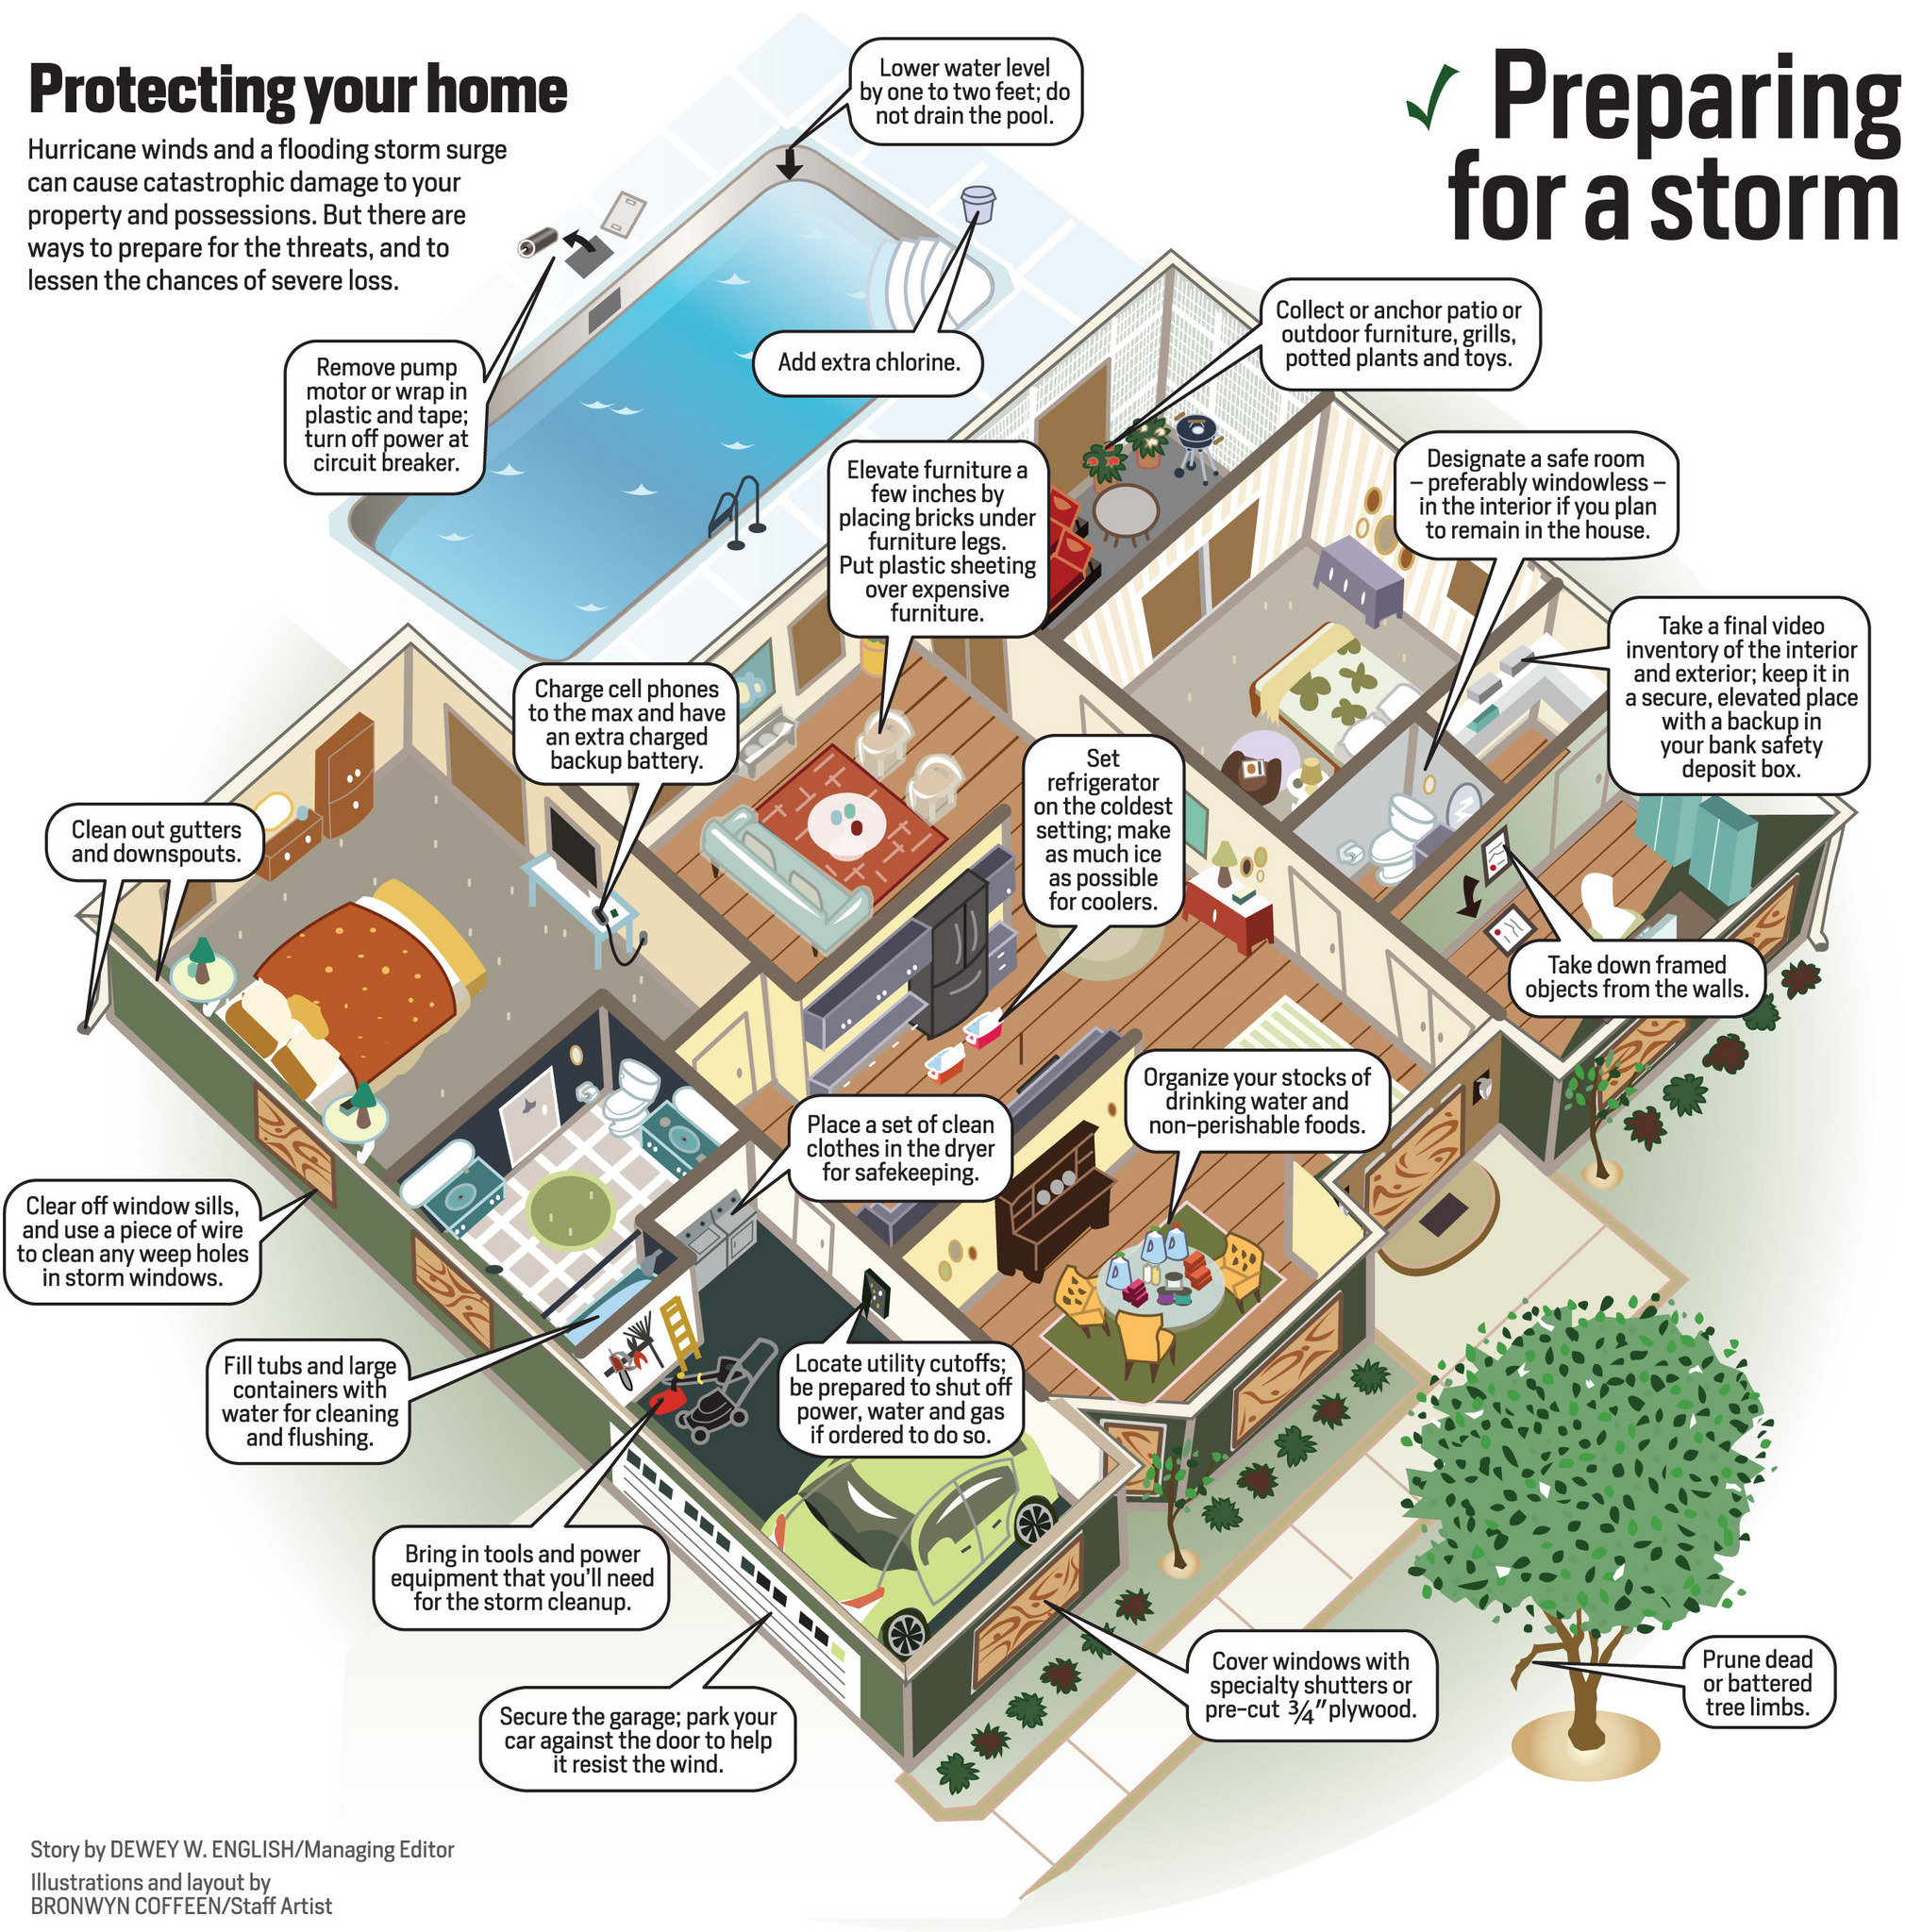 Protecting your home
Hurricane winds and a flooding storm surge
can cause catastrophic damage to your
property and possessions. But there are
ways to prepare for the threats, and to
lessen the chances of severe loss.
✓ Preparing
for a storm
Lower water level
by one to two feet; do
not drain the pool.
Add extra chlorine.
Remove pump
motor or wrap in
plastic and tape;
turn off power at
circuit breaker.
Collect or anchor patio or
outdoor furniture, grills,
potted plants and toys.
Elevate furniture a
few inches by
placing bricks under
furniture legs.
Put plastic sheeting
over expensive
furniture.
Designate a safe room
– preferably windowless –
in the interior if you plan
to remain in the house.
Take a final video
inventory of the interior
and exterior; keep it in
a secure, elevated place
with a backup in
your bank safety
deposit box.
Charge cell phones
to the max and have
an extra charged
backup battery.
Set
refrigerator
on the coldest
setting; make
as much ice
as possible
for coolers.
Clean out gutters
and downspouts.
Take down framed
objects from the walls.
Organize your stocks of
drinking water and
non-perishable foods.
Place a set of clean
clothes in the dryer
for safekeeping.
Clear off window sills,
and use a piece of wire
to clean any weep holes
in storm windows.
Fill tubs and large
containers with
water for cleaning
and flushing.
Locate utility cutoffs;
be prepared to shut off
power, water and gas
if ordered to do so.
Bring in tools and power
equipment that you'll need
for the storm cleanup.
Secure the garage; park your
car against the door to help
it resist the wind.
Cover windows with
specialty shutters or
pre-cut ¾" plywood.
Prune dead
or battered
tree limbs.
Story by DEWEY W. ENGLISH/Managing Editor
Illustrations and layout by
BRONWYN COFFEEN/Staff Artist